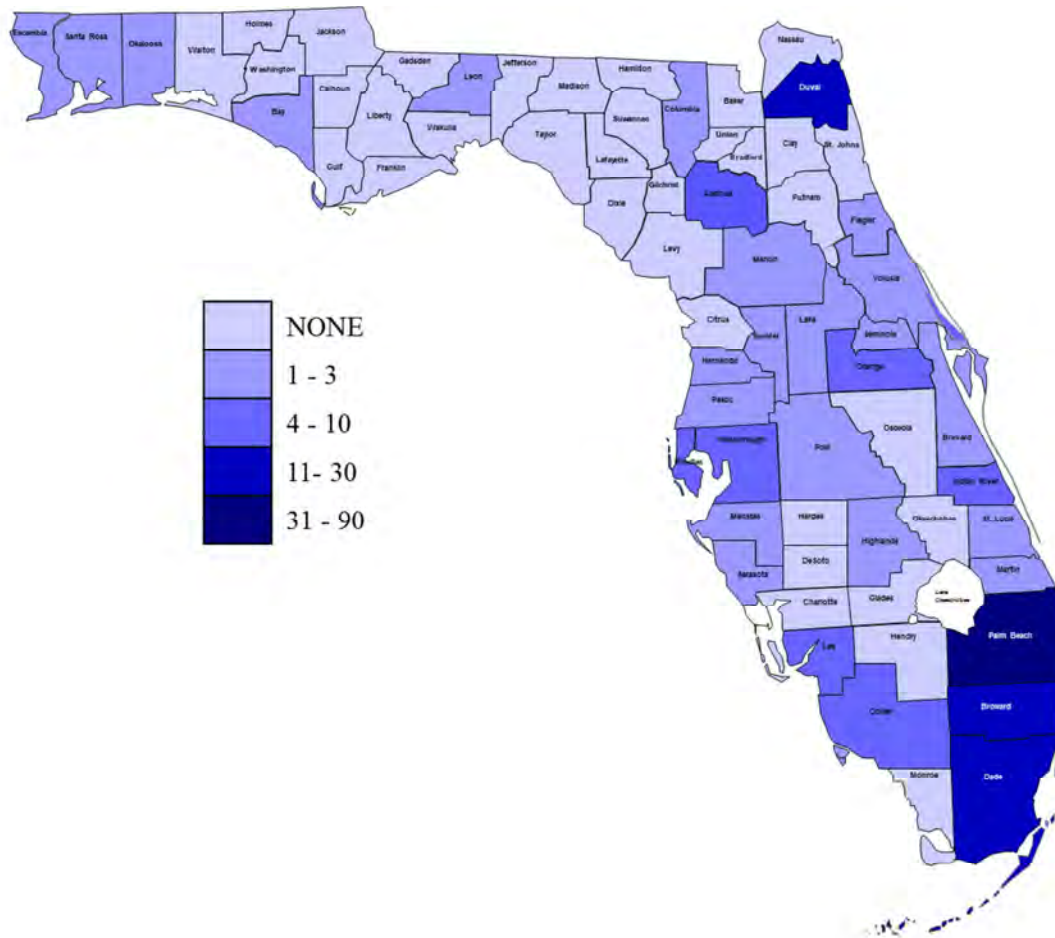 Escambia
Santa Rosa
Okaloosa
Walton
Holmes
Washington
Jackson
Bay
Calhoun
Gulf
Liberty
Gadsden
Franklin
Leon
Wakulla
Jefferson
Madison
Taylor
Hamilton
Suwannee
Lafayette
Dixie
Columbia
Gilchrist
Levy
Baker
Union
Bradford
Alachua
Nassau
Duval
Clay
St. Johns
Putnam
Flagler
Marion
Volusia
Citrus
Sumter
Lake
Seminole
Orange
Hernando
Pasco
Hillsborough
Pinellas
Polk
Osceola
Brevard
Indian River
Manatee
Hardee
Highlands
Okeechobee
St. Lucie
Sarasota
DeSoto
Martin
Charlotte
Glades
Lake
Okeechobee
Lee
Hendry
Palm Beach
Collier
Broward
Monroe
Dade
NONE
1 - 3
4 - 10
11- 30
31 - 90